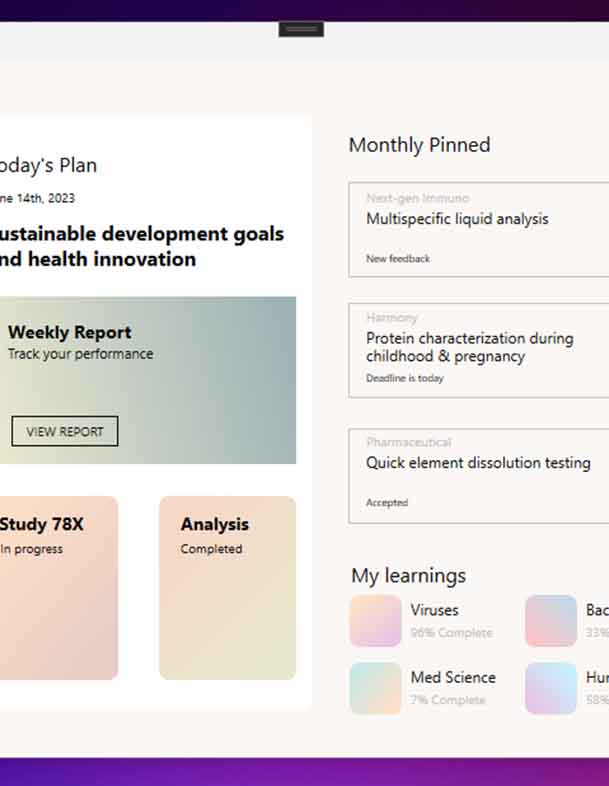 oday's Plan
ne 14th, 2023
ustainable development goals
nd health innovation
Weekly Report
Track your performance
VIEW REPORT
Study 78X
In progress
Analysis
Completed
Monthly Pinned
Next-gen Immuno
Multispecific liquid analysis
New feedback
Harmony
Protein characterization during
childhood & pregnancy
Deadline is today
Pharmaceutical
Quick element dissolution testing
Accepted
My learnings
Viruses
96% Complete
Bac
33%
Med Science
7% Complete
Hu
58%